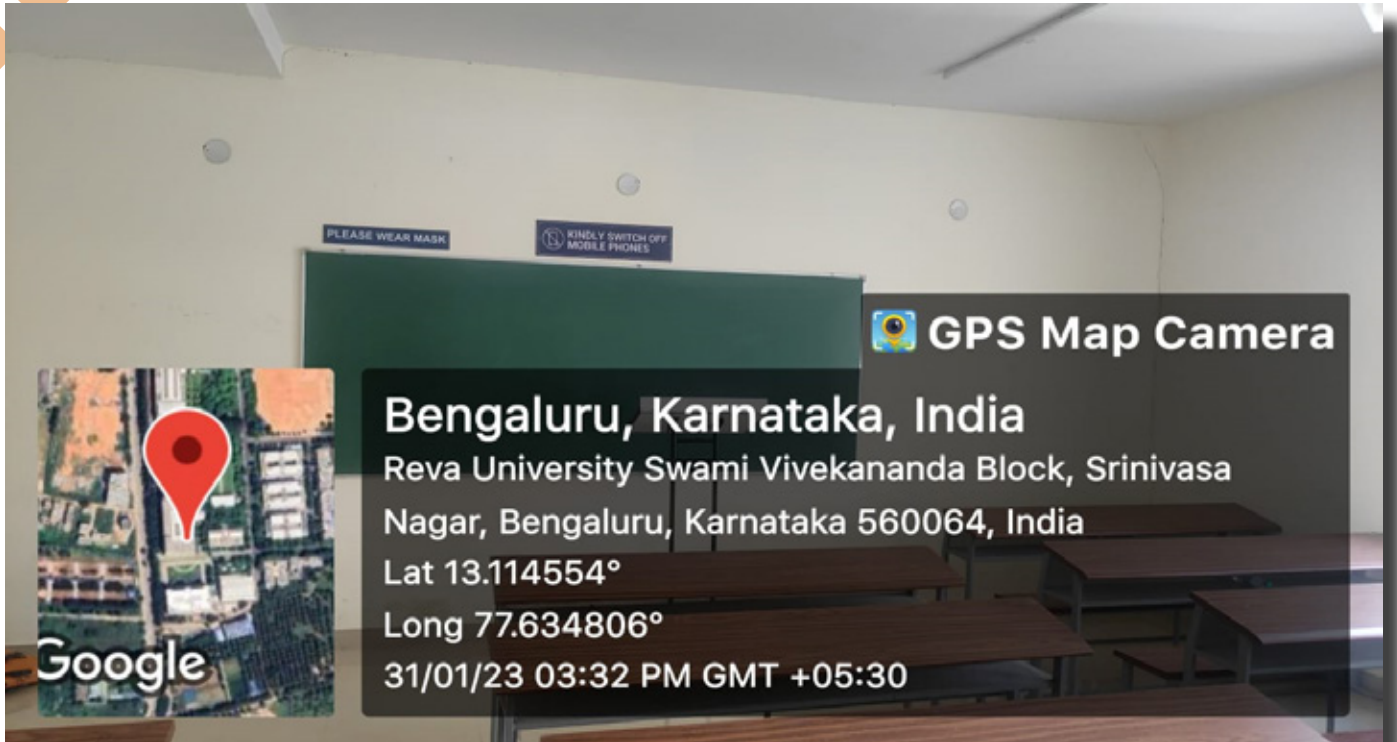 PLEASE WEAR MASK
KINDLY SWITCH OFF
MOBILE PHONES
GPS Map Camera
Bengaluru, Karnataka, India
Reva University Swami Vivekananda Block, Srinivasa
Nagar, Bengaluru, Karnataka 560064, India
Lat 13.114554°
Long 77.634806°
31/01/23 03:32 PM GMT +05:30
Google